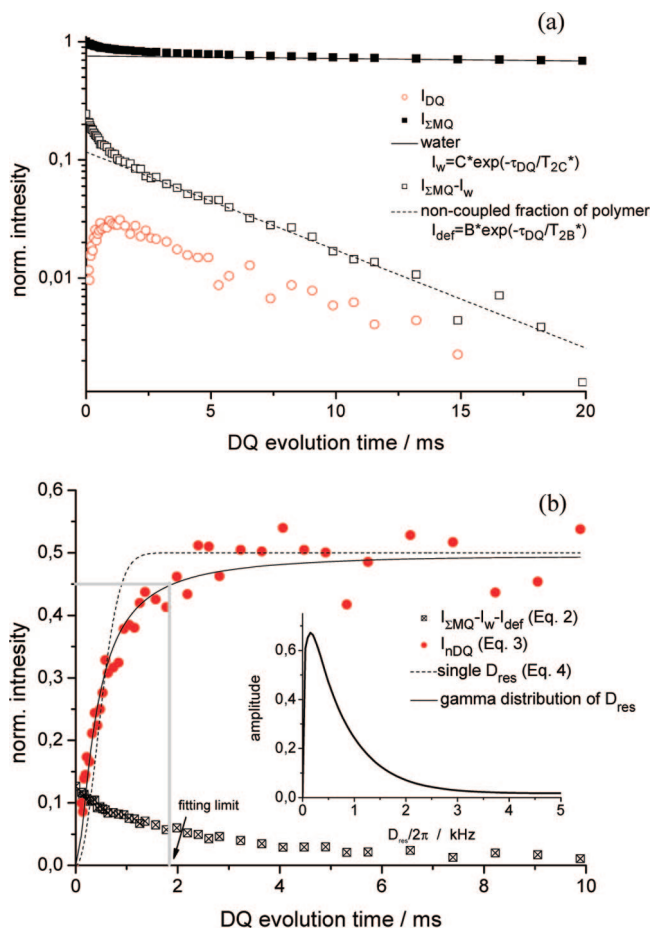 (a)
1
0,1
0,01
norm. intnesity
I_DQ
I_ΣMQ
water
I_w=C*exp(-τ_DQ/T_2C*)
I_ΣMQ-I_w
non-coupled fraction of polymer
I_def=B*exp(-τ_DQ/T_2B*)
0 5 10 15 20
DQ evolution time / ms
(b)
0,6
0,5
0,4
0,3
0,2
0,1
0,0
norm. intensity
I_ΣMQ-I_w-I_def (Eq. 2)
I_nDQ (Eq. 3)
single D_res (Eq. 4)
gamma distribution of D_res
0,6
0,4
0,2
0,0
amplitude
0 1 2 3 4 5
D_res/2π / kHz
fitting limit
0 2 4 6 8 10
DQ evolution time / ms